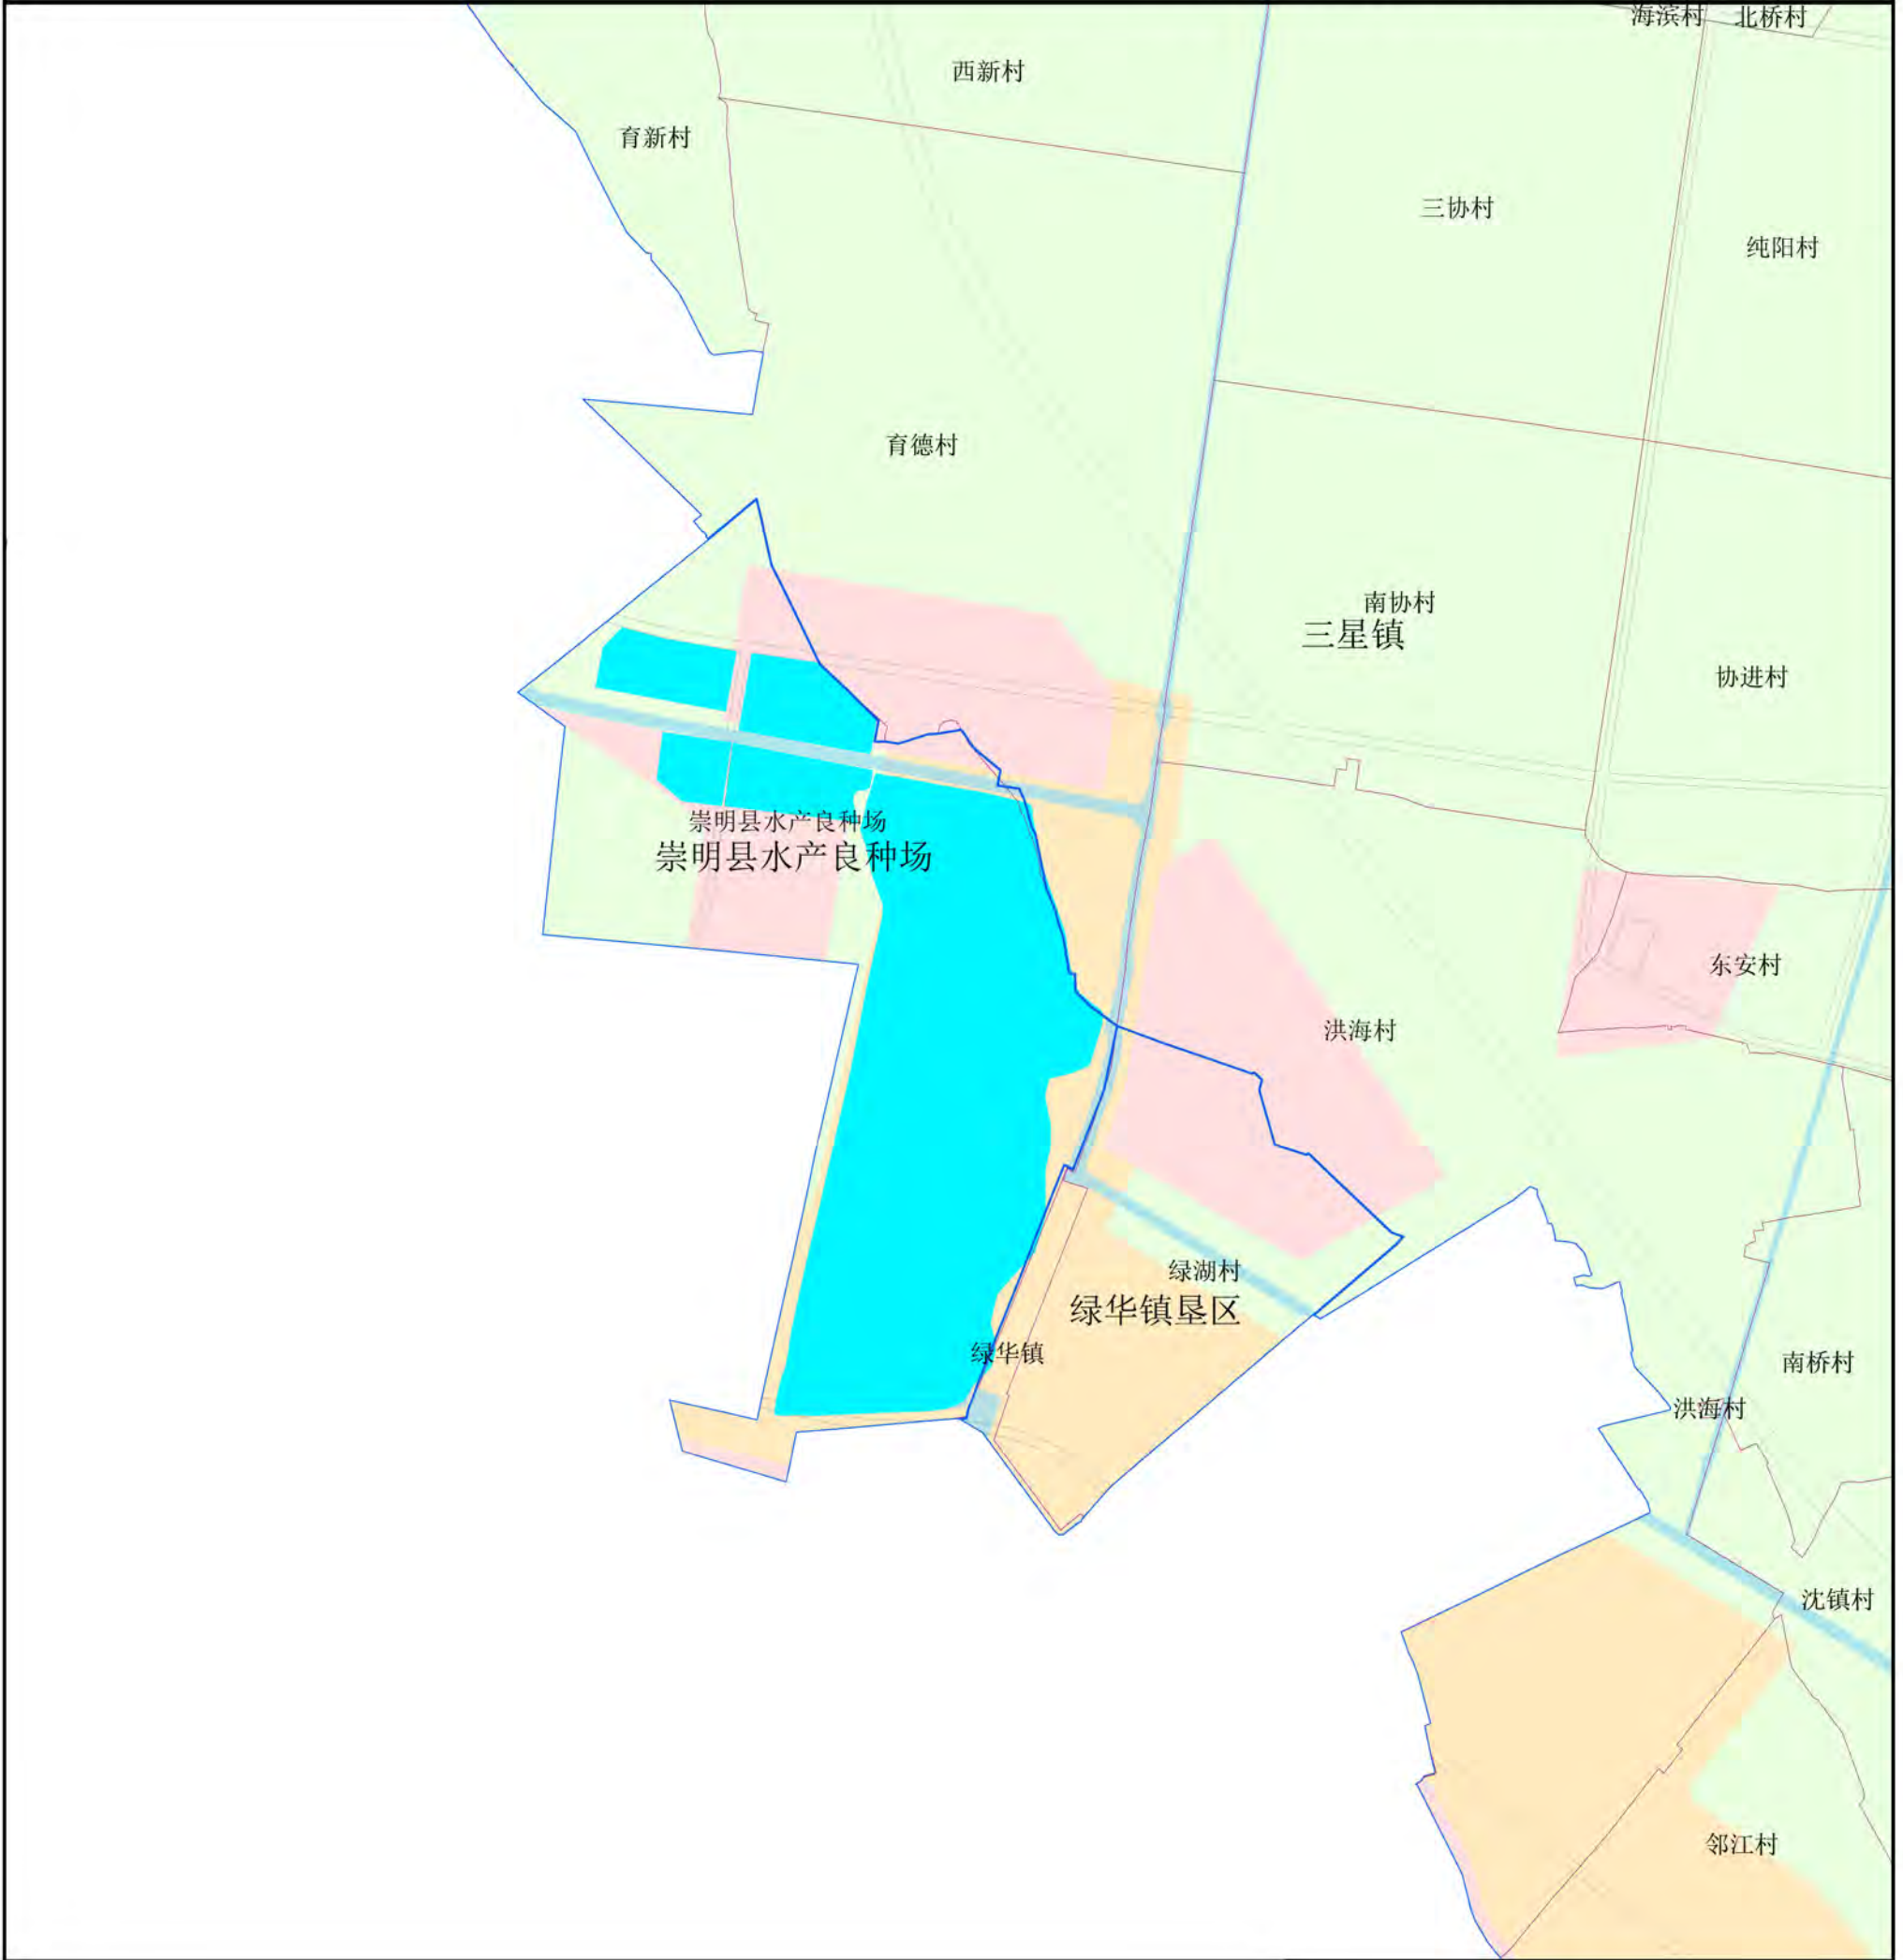 海滨村 北桥村
西新村
育新村
三协村
纯阳村
育德村
南协村
三星镇
协进村
崇明县水产良种场
崇明县水产良种场
东安村
洪海村
绿湖村
绿华镇垦区
绿华镇
南桥村
洪海村
沈镇村
邻江村